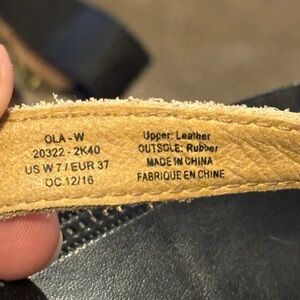 OLA - W
20322 - 2K40
US W 7 / EUR 37
OC 12/16
Upper: Leather
OUTSOLE: Rubber
MADE IN CHINA
FABRIQUE EN CHINE